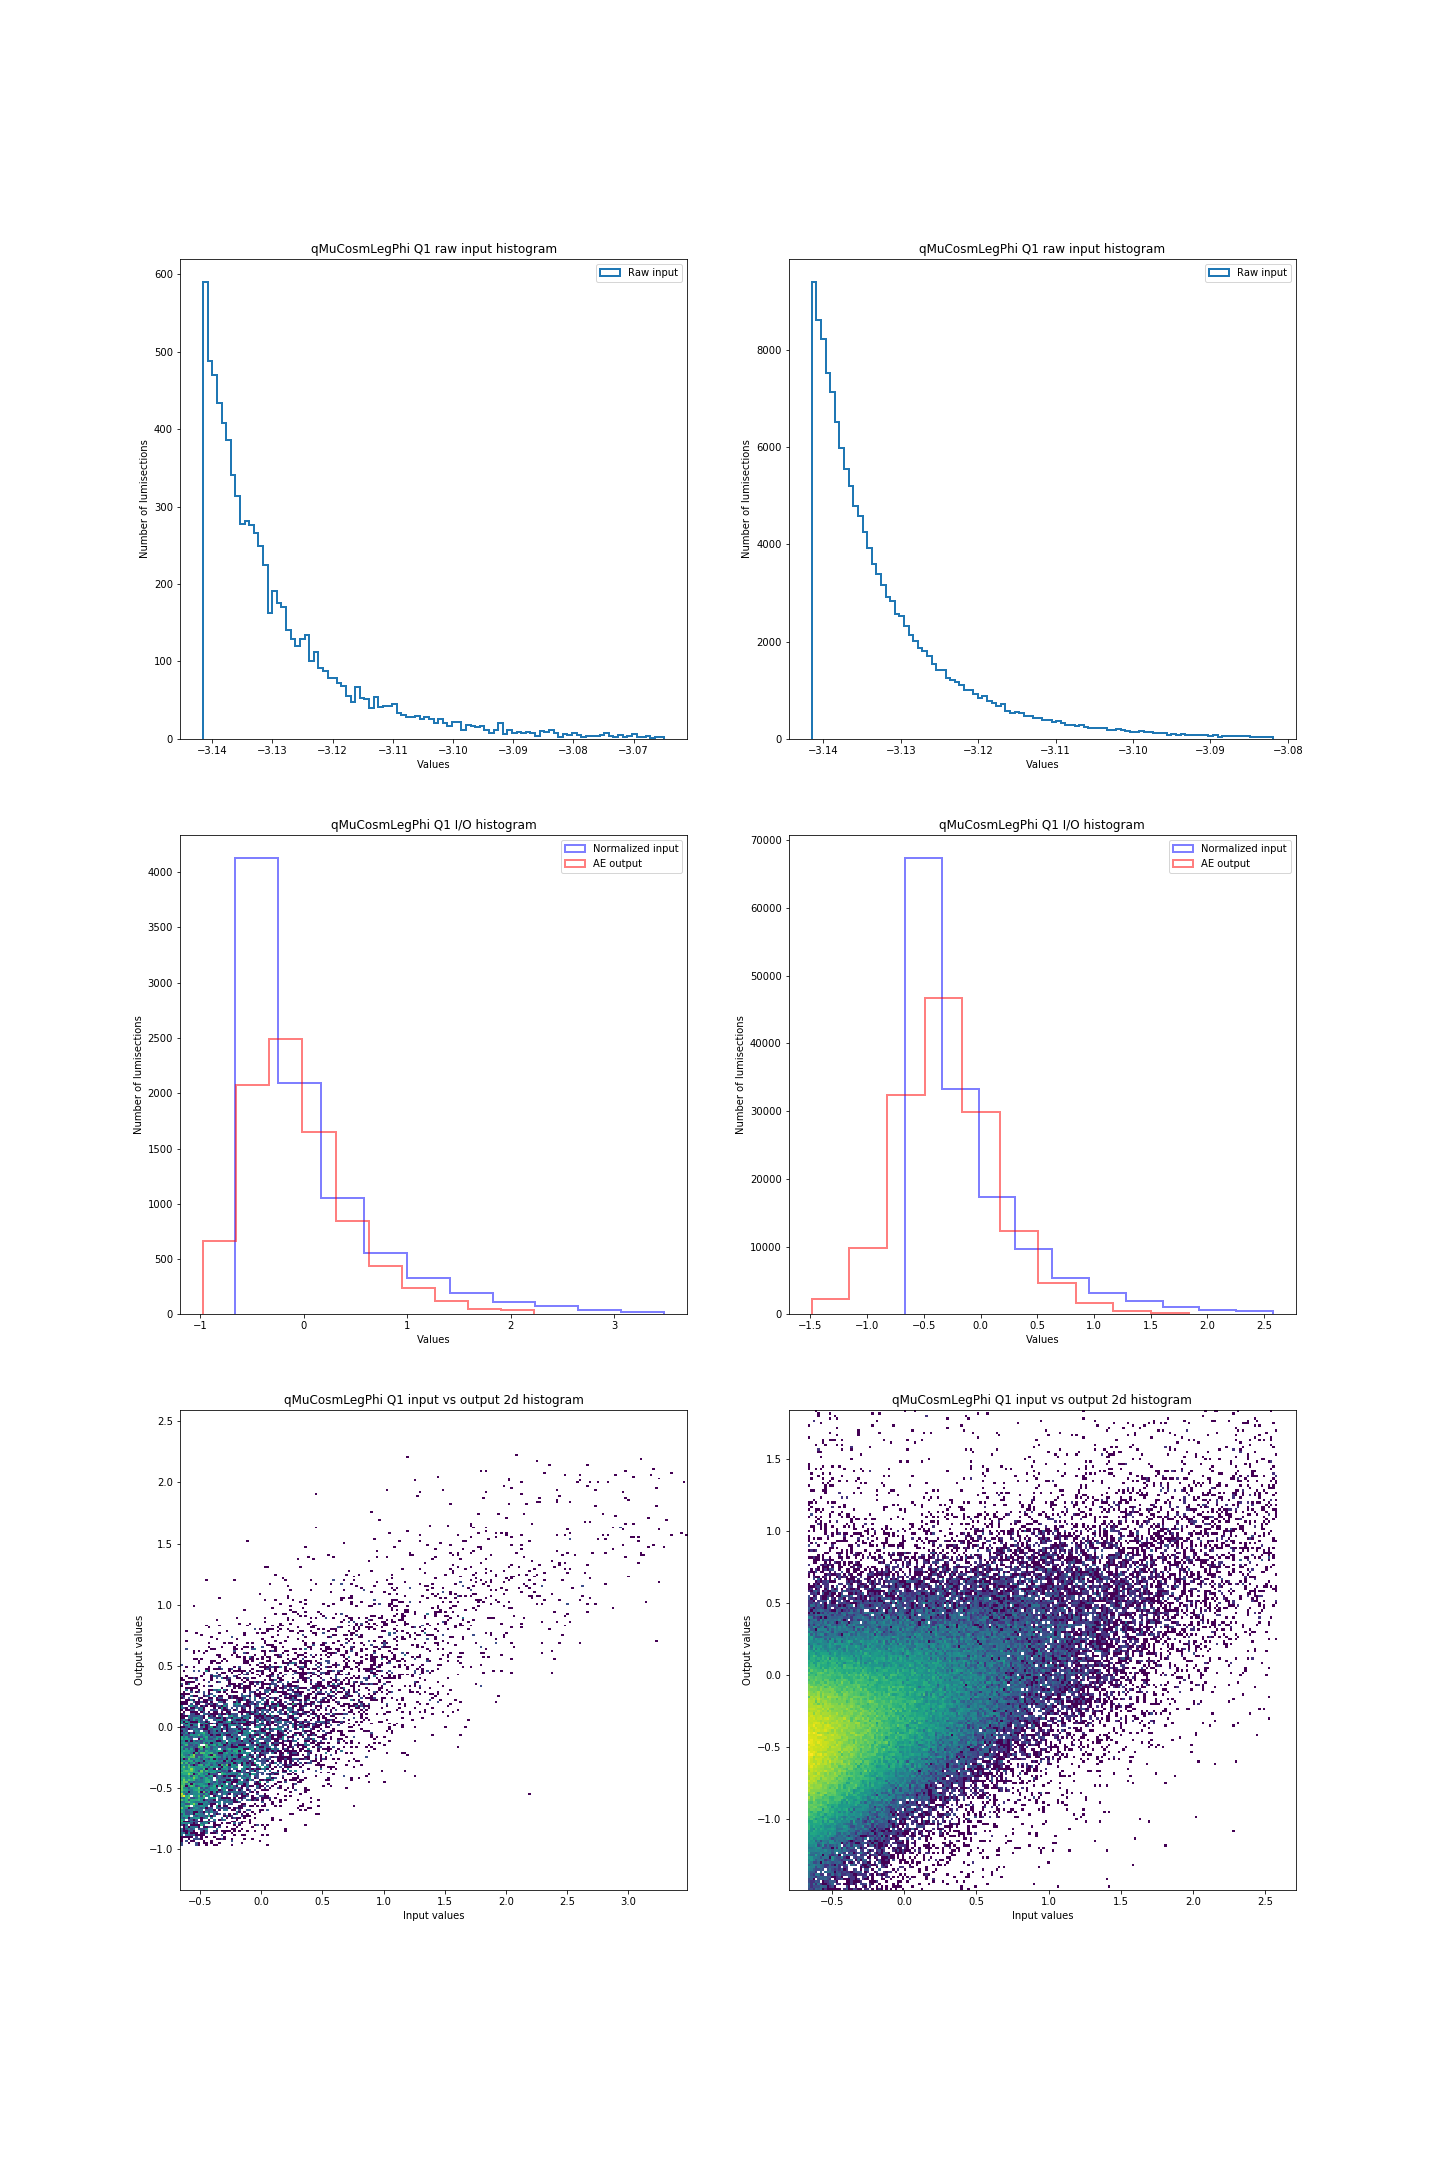 qMuCosmLegPhi Q1 raw input histogram
Raw input
600
500
400
300
200
100
0
Number of lumisections
−3.14 −3.13 −3.12 −3.11 −3.10 −3.09 −3.08 −3.07
Values
qMuCosmLegPhi Q1 raw input histogram
Raw input
8000
6000
4000
2000
0
Number of lumisections
−3.14 −3.13 −3.12 −3.11 −3.10 −3.09 −3.08
Values
qMuCosmLegPhi Q1 I/O histogram
Normalized input
AE output
4000
3500
3000
2500
2000
1500
1000
500
0
Number of lumisections
−1 0 1 2 3
Values
qMuCosmLegPhi Q1 I/O histogram
Normalized input
AE output
70000
60000
50000
40000
30000
20000
10000
0
Number of lumisections
−1.5 −1.0 −0.5 0.0 0.5 1.0 1.5 2.0 2.5
Values
qMuCosmLegPhi Q1 input vs output 2d histogram
2.5
2.0
1.5
1.0
0.5
0.0
−0.5
−1.0
Output values
−0.5 0.0 0.5 1.0 1.5 2.0 2.5 3.0
Input values
qMuCosmLegPhi Q1 input vs output 2d histogram
1.5
1.0
0.5
0.0
−0.5
−1.0
Output values
−0.5 0.0 0.5 1.0 1.5 2.0 2.5
Input values